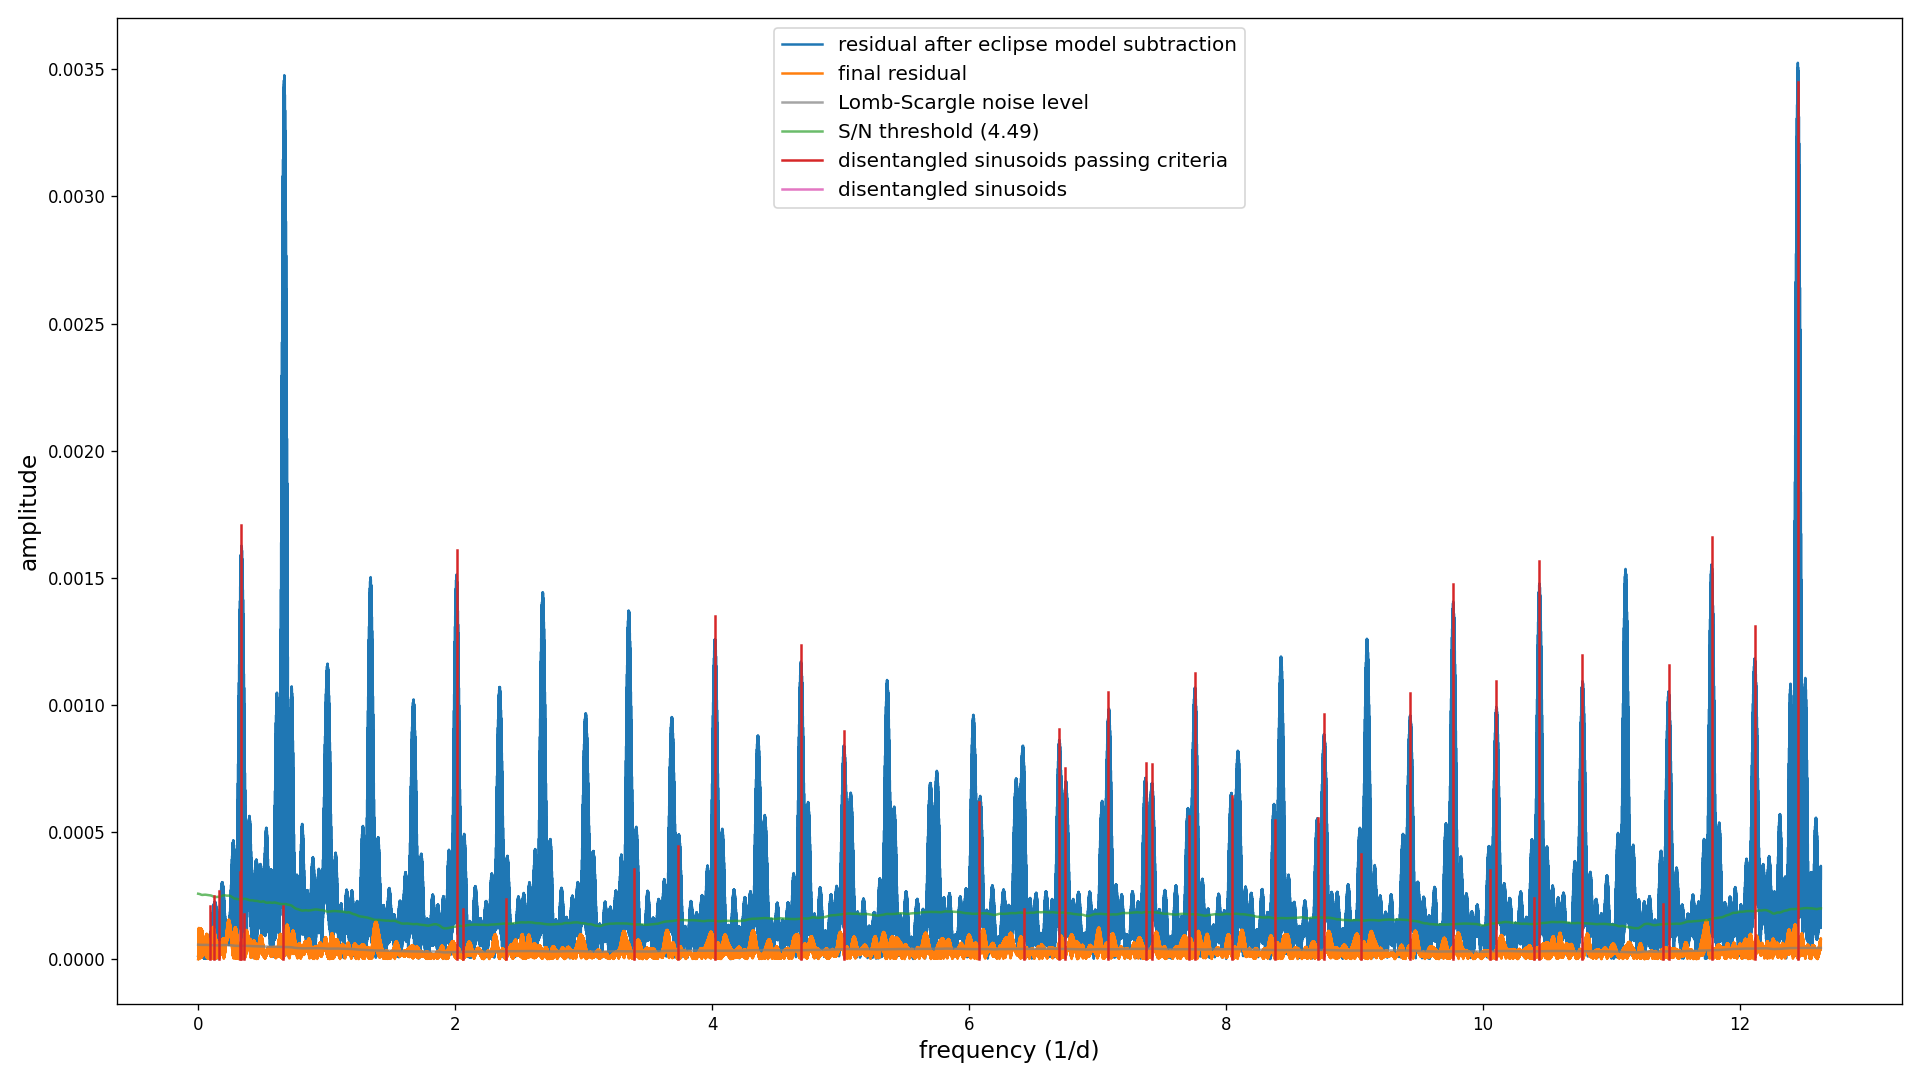 residual after eclipse model subtraction
final residual
Lomb-Scargle noise level
S/N threshold (4.49)
disentangled sinusoids passing criteria
disentangled sinusoids
0.0035
0.0030
0.0025
0.0020
0.0015
0.0010
0.0005
0.0000
amplitude
0 2 4 6 8 10 12
frequency (1/d)